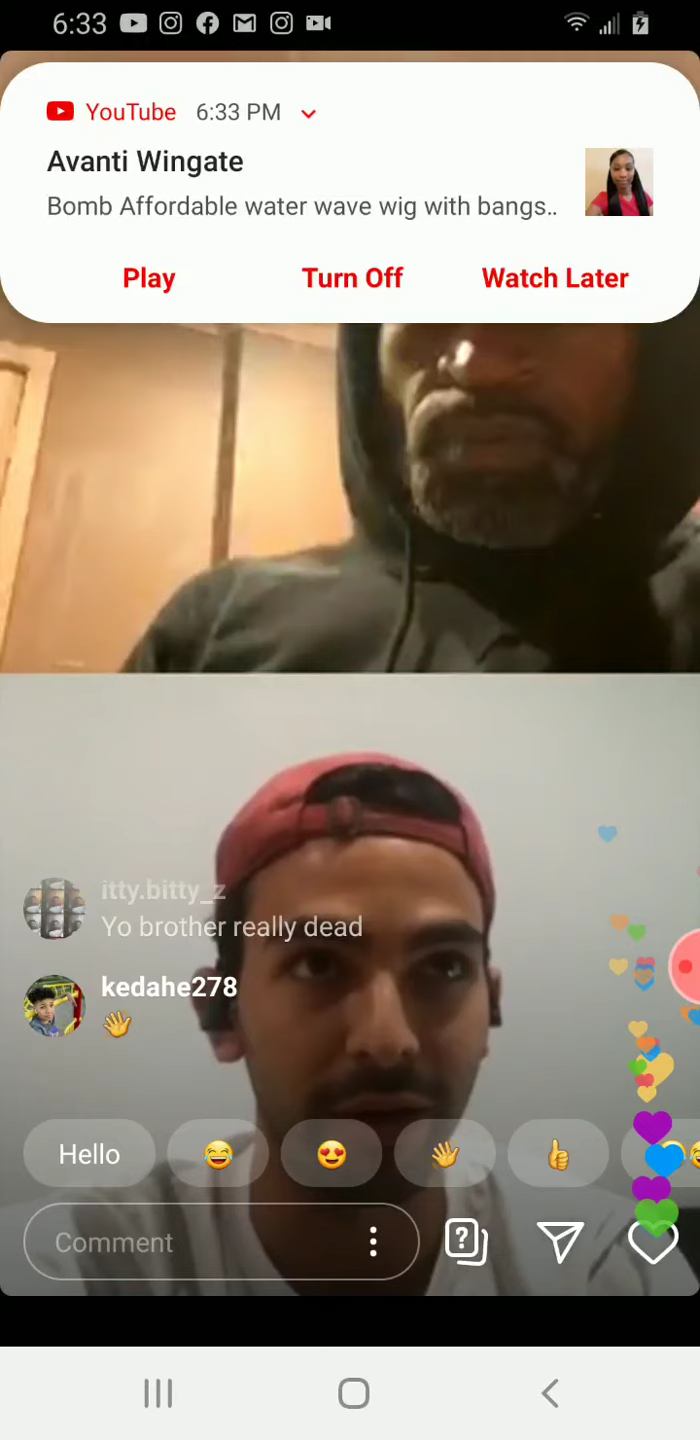 6:33
YouTube 6:33 PM
Avanti Wingate
Bomb Affordable water wave wig with bangs..
Play Turn Off Watch Later
itty.bitty_z
Yo brother really dead
kedahe278
Hello
Comment